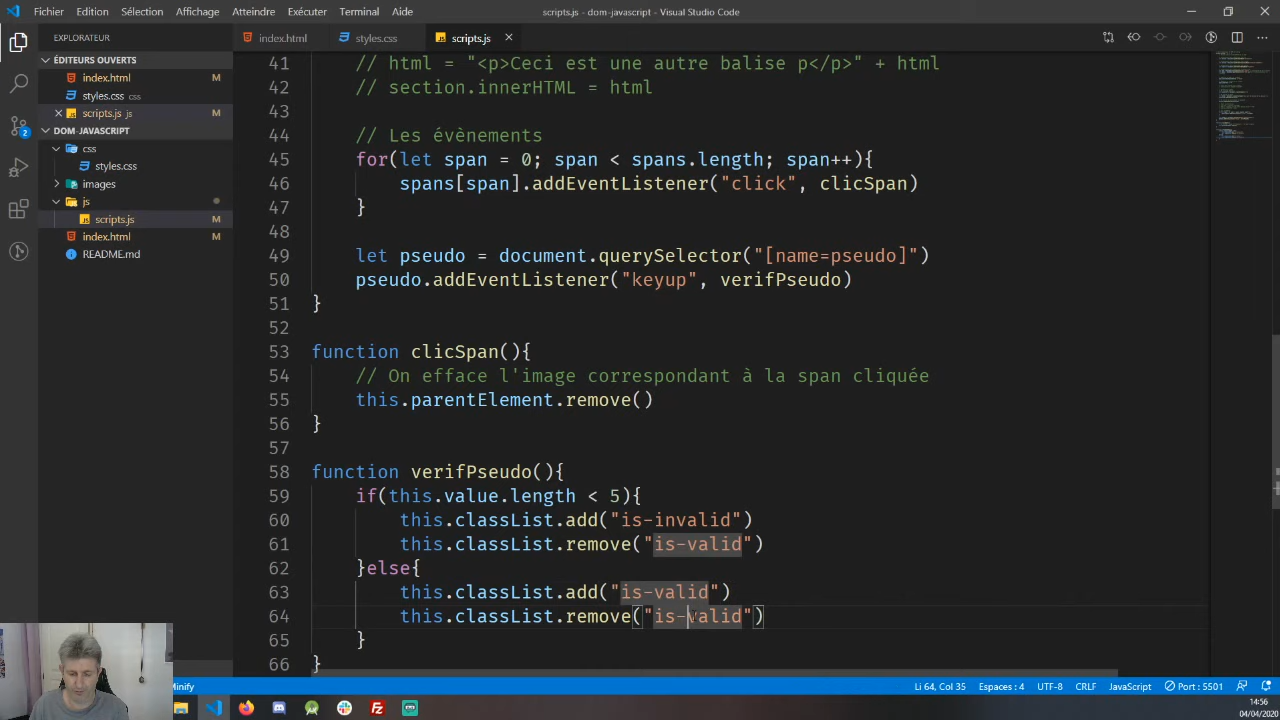 Fichier Édition Sélection Affichage Atteindre Exécuter Terminal Aide
scripts.js - dom-javascript - Visual Studio Code
EXPLORATEUR
index.html
styles.css
scripts.js
ÉDITEURS OUVERTS
index.html M
styles.css css
scripts.js js M
DOM-JAVASCRIPT
css
styles.css
images
js
scripts.js M
index.html M
README.md
2
41 // html = "<p>Ceci est une autre balise p</p>" + html
42 // section.innerHTML = html
43
44 // Les évènements
45 for(let span = 0; span < spans.length; span++){
46 spans[span].addEventListener("click", clicSpan)
47 }
48
49 let pseudo = document.querySelector("[name=pseudo]")
50 pseudo.addEventListener("keyup", verifPseudo)
51 }
52
53 function clicSpan(){
54 // On efface l'image correspondant à la span cliquée
55 this.parentElement.remove()
56 }
57
58 function verifPseudo(){
59 if(this.value.length < 5){
60 this.classList.add("is-invalid")
61 this.classList.remove("is-valid")
62 }else{
63 this.classList.add("is-valid")
64 this.classList.remove("is-valid")
65 }
66 }
Minify
Li 64, Col 35 Espaces : 4 UTF-8 CRLF JavaScript Port : 5501
14:56
04/04/2020